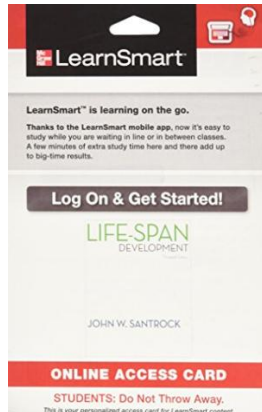 LearnSmart™
LearnSmart™ is learning on the go.
Thanks to the LearnSmart mobile app, now it's easy to
study while you are waiting in line or in between classes.
A few minutes of extra study time here and there add up
to big-time results.
Log On & Get Started!
LIFE-SPAN
DEVELOPMENT
JOHN W. SANTROCK
ONLINE ACCESS CARD
STUDENTS: Do Not Throw Away.
This is your personalized access card for LearnSmart content